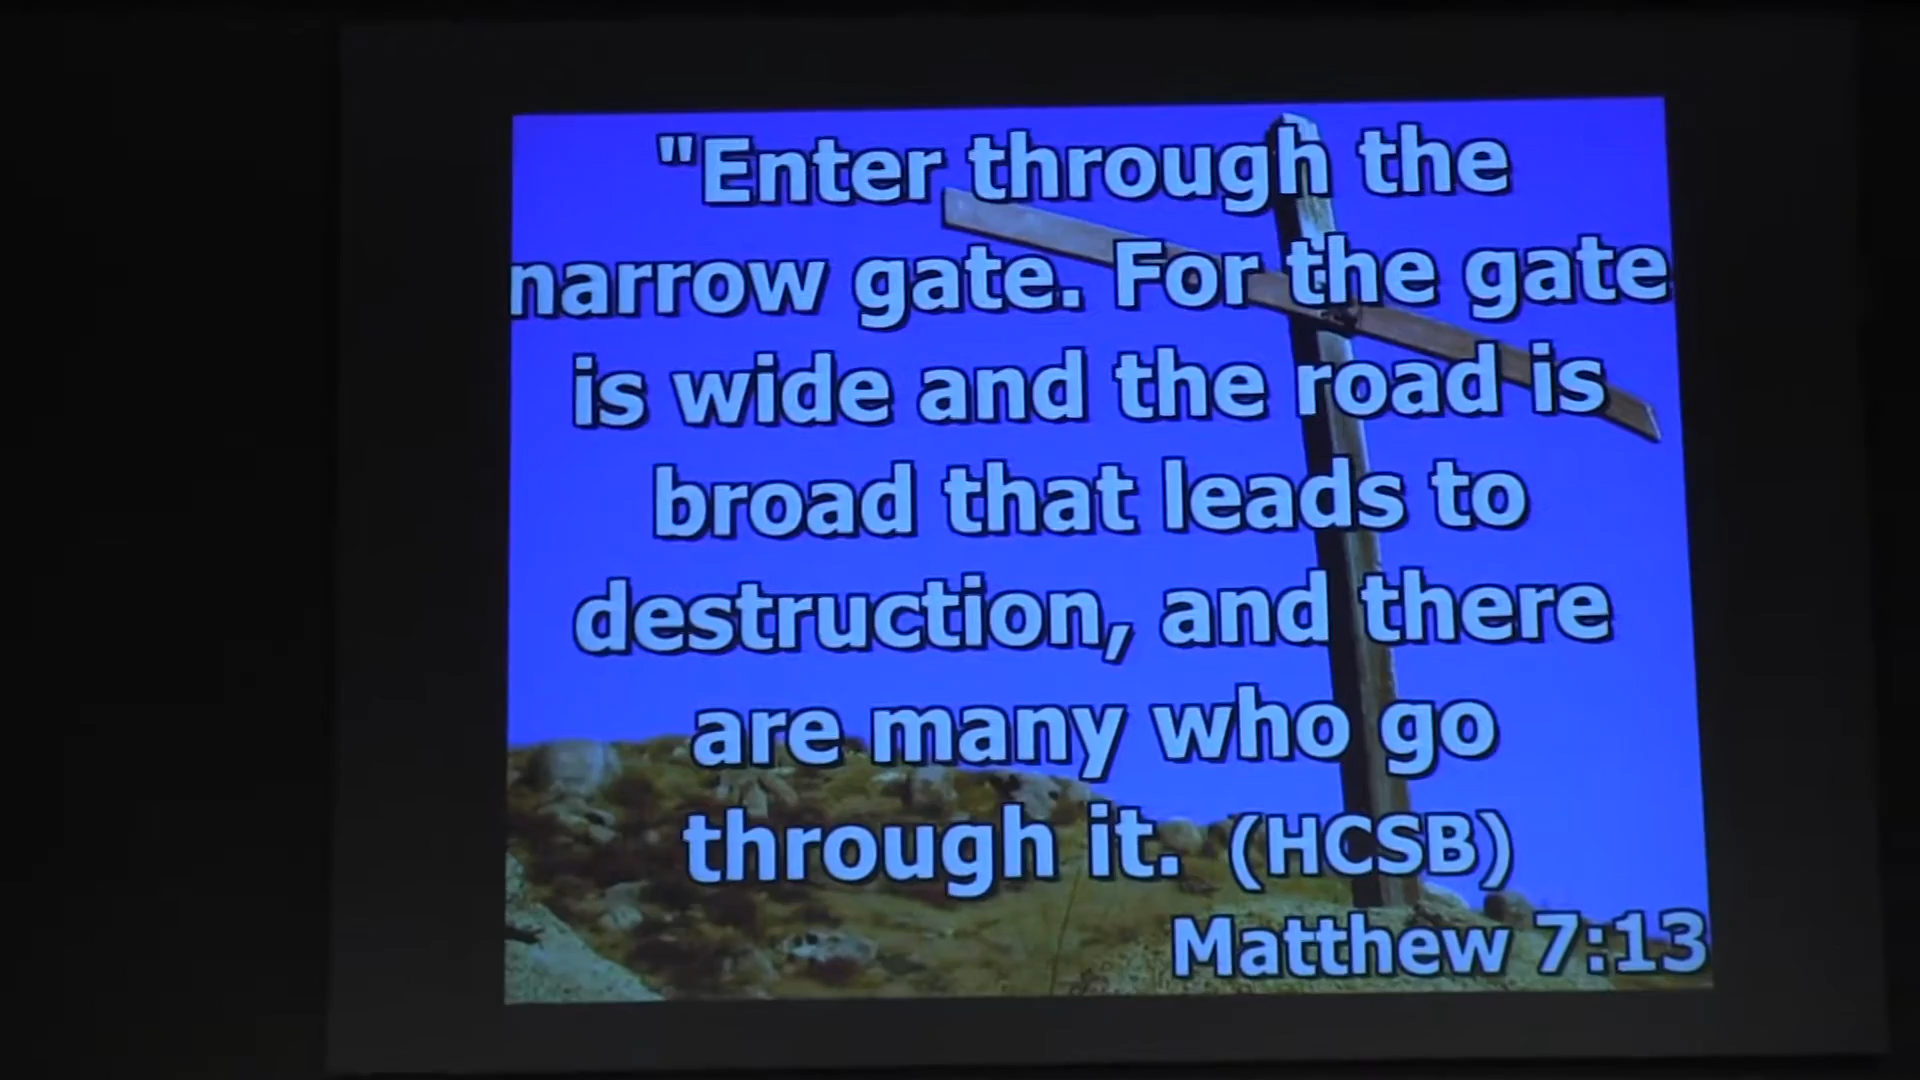 "Enter through the
narrow gate. For the gate
is wide and the road is
broad that leads to
destruction, and there
are many who go
through it. (HCSB)
Matthew 7:13